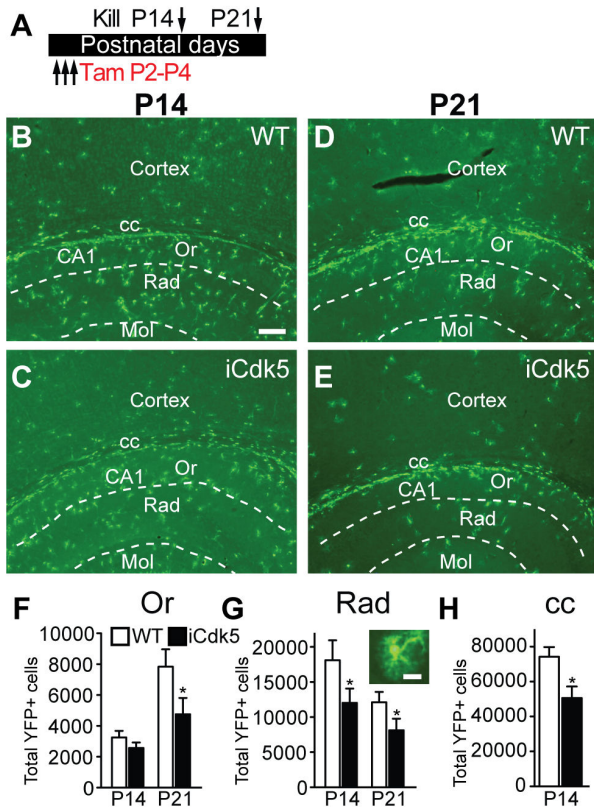 A
Kill P14 P21
Postnatal days
Tam P2-P4
P14 P21
B WT
Cortex
cc
Or
CA1
Rad
Mol
D WT
Cortex
cc
Or
CA1
Rad
Mol
C iCdk5
Cortex
cc
Or
CA1
Rad
Mol
E iCdk5
Cortex
cc
Or
CA1
Rad
Mol
F Or
WT iCdk5
Total YFP+ cells
10000
8000
6000
4000
2000
0
*
P14 P21
G Rad
Total YFP+ cells
20000
15000
10000
5000
0
* *
P14 P21
H cc
Total YFP+ cells
80000
60000
40000
20000
0
*
P14